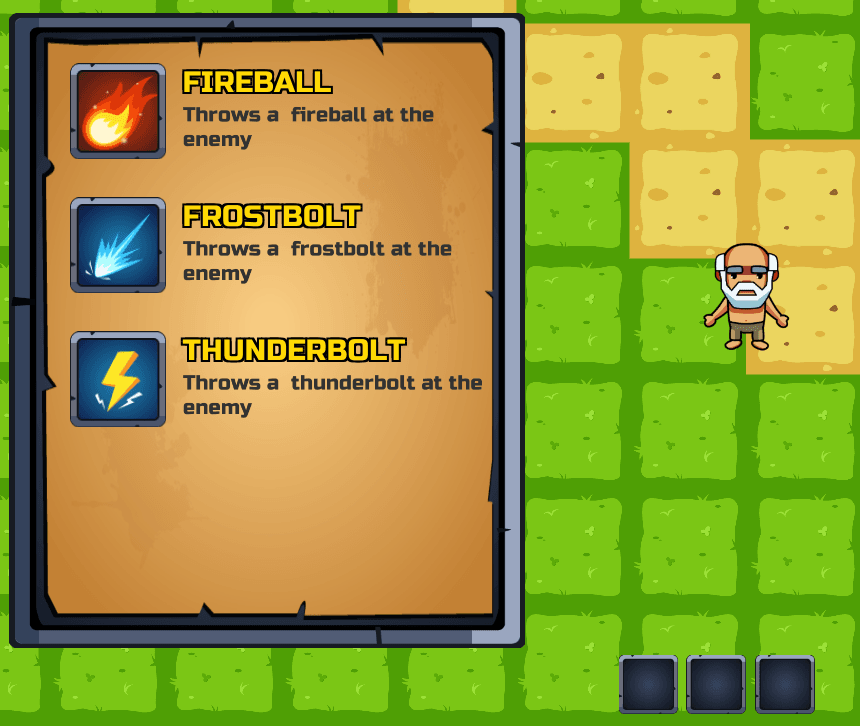 FIREBALL
Throws a  fireball at the
enemy
FROSTBOLT
Throws a  frostbolt at the
enemy
THUNDERBOLT
Throws a  thunderbolt at the
enemy